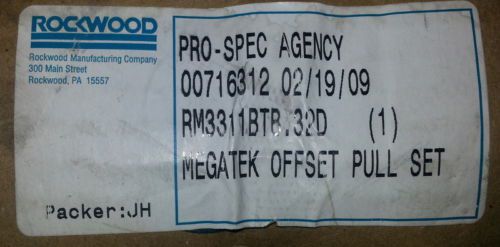 ROCKWOOD
Rockwood Manufacturing Company
300 Main Street
Rockwood, PA 15557
PRO-SPEC AGENCY
00716312 02/19/09
RM3311BTB.32D (1)
MEGATEK OFFSET PULL SET
Packer:JH